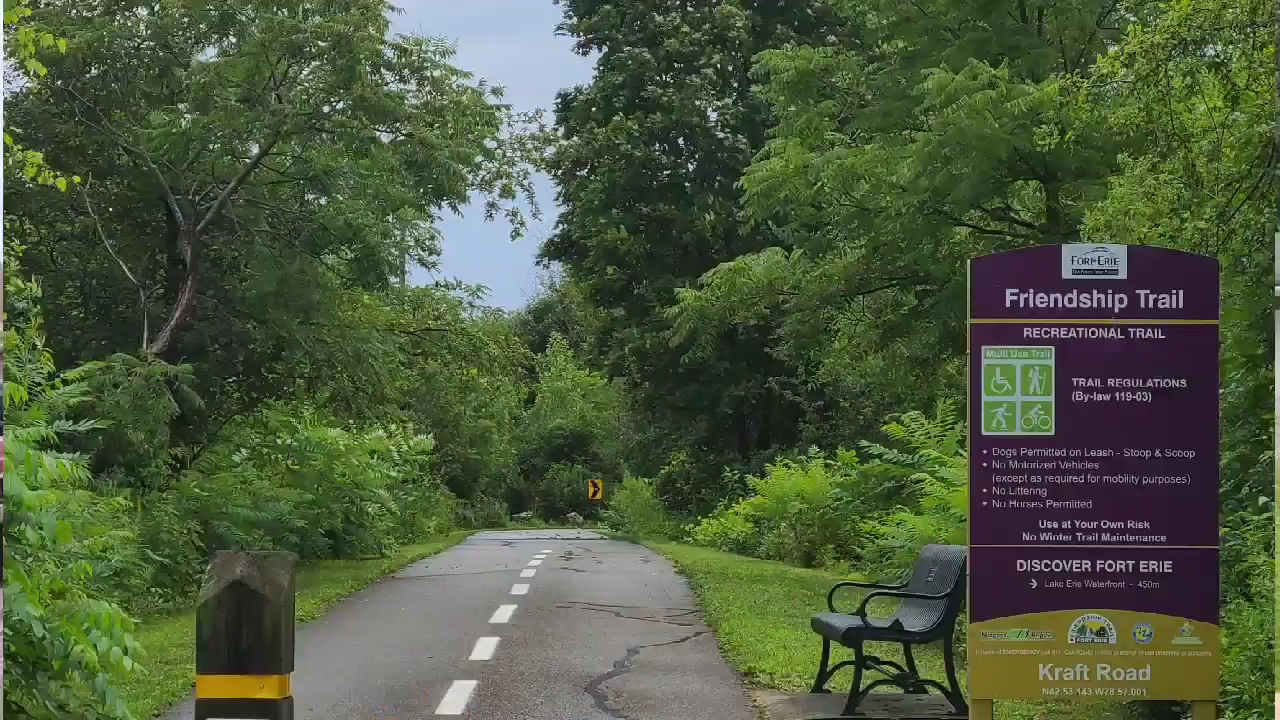 FORT ERIE
Friendship Trail
RECREATIONAL TRAIL
Multi Use Trail
TRAIL REGULATIONS
(By-law 119-03)
• Dogs Permitted on Leash - Stoop & Scoop
• No Motorized Vehicles
(except as required for mobility purposes)
• No Littering
• No Horses Permitted
Use at Your Own Risk
No Winter Trail Maintenance
DISCOVER FORT ERIE
Lake Erie Waterfront - 450m
Niagara Region
FORT ERIE
Kraft Road
N42 53.143 W78 57.001